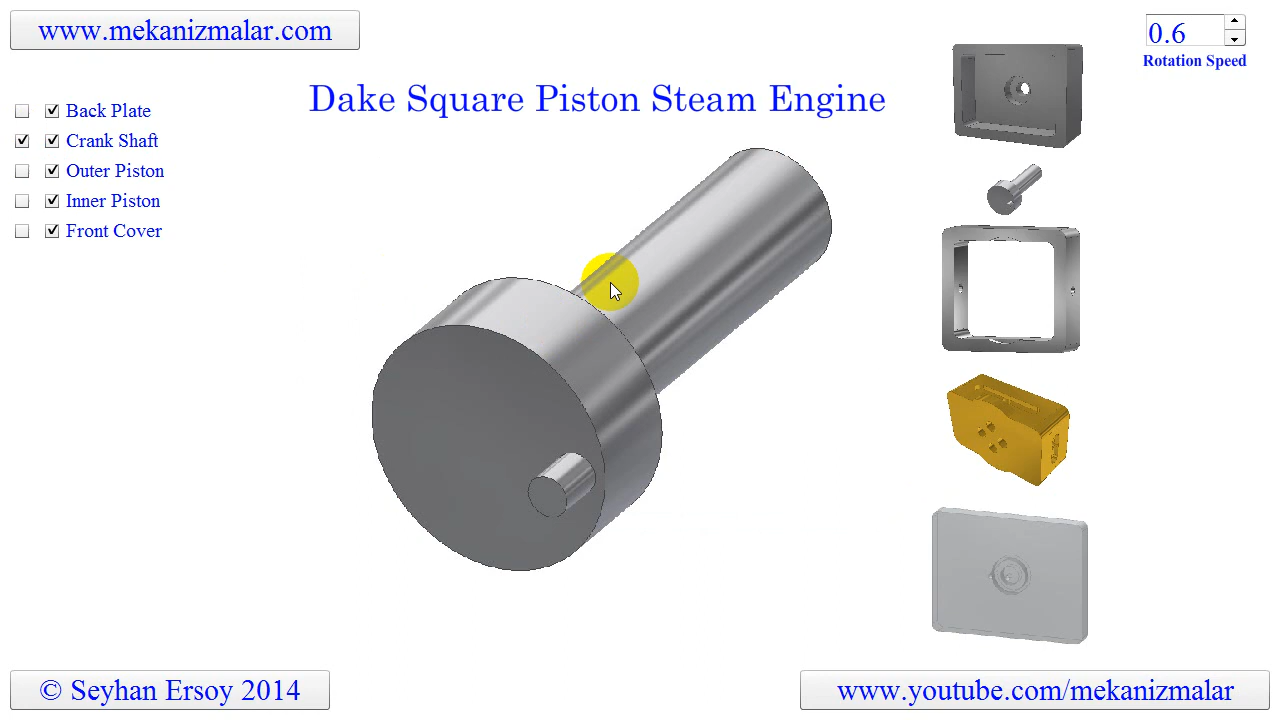 www.mekanizmalar.com
0.6
Rotation Speed
Dake Square Piston Steam Engine
Back Plate
Crank Shaft
Outer Piston
Inner Piston
Front Cover
© Seyhan Ersoy 2014
www.youtube.com/mekanizmalar